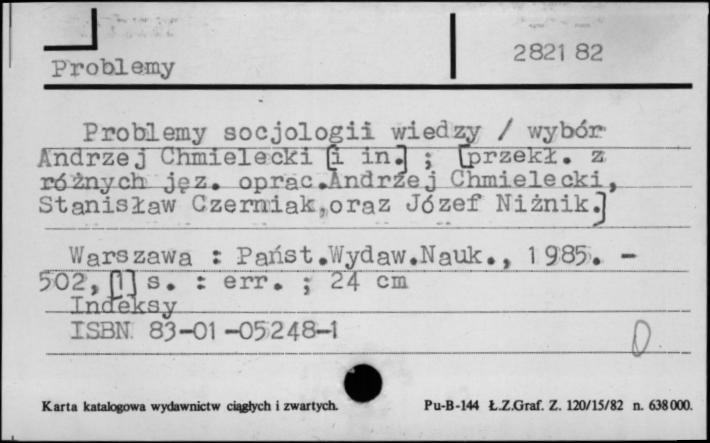 Problemy
2821 82
Problemy socjologii wiedzy / wybór
Andrzej Chmielecki [i in.] ; [przekł. z
różnych jęz. oprac.Andrzej Chmielecki,
Stanisław Czerniak,oraz Józef Niżnik.]
Warszawa : Państ.Wydaw.Nauk., 1985. -
502, [1] s. : err. ; 24 cm
Indeksy
ISBN 83-01-05248-1
D
Karta katalogowa wydawnictw ciągłych i zwartych.
Pu-B-144 Ł.Z.Graf. Z. 120/15/82 n. 638000.